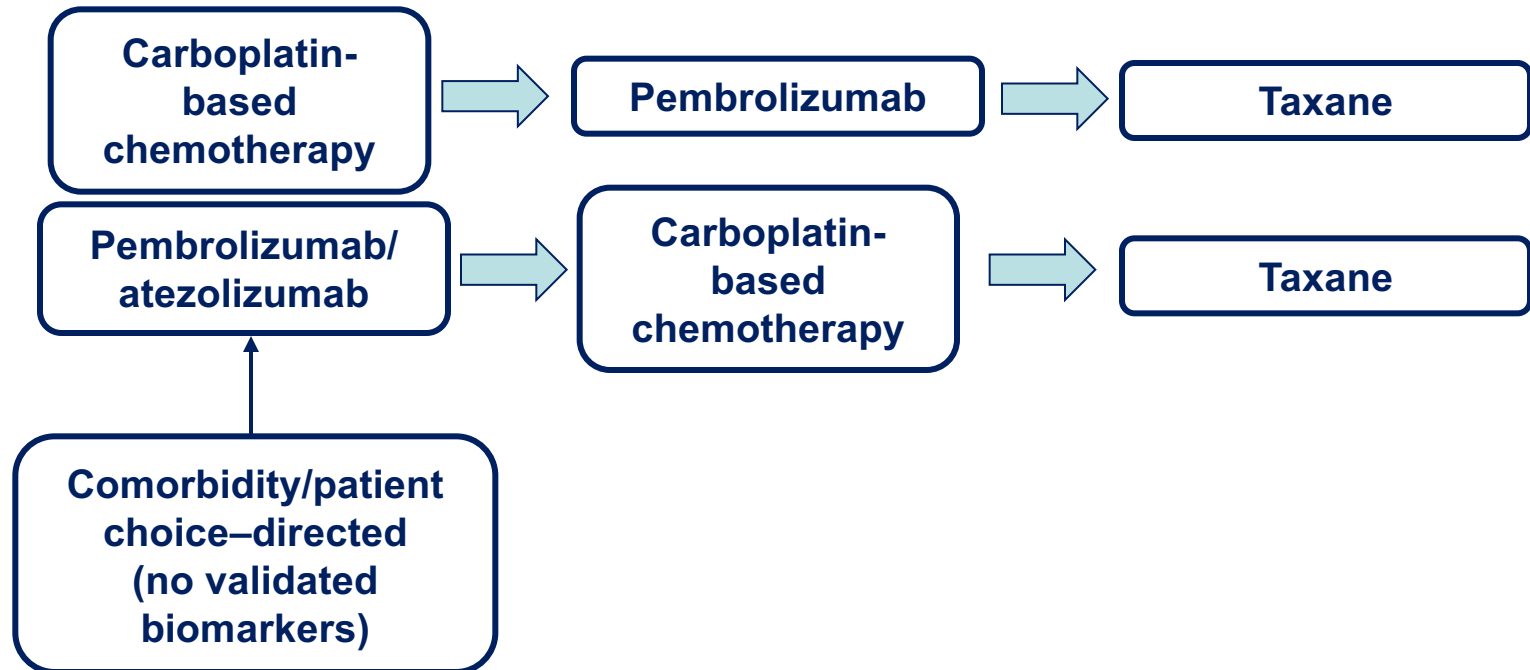 Carboplatin-
based
chemotherapy
Pembrolizumab
Taxane
Pembrolizumab/
atezolizumab
Carboplatin-
based
chemotherapy
Taxane
Comorbidity/patient
choice–directed
(no validated
biomarkers)